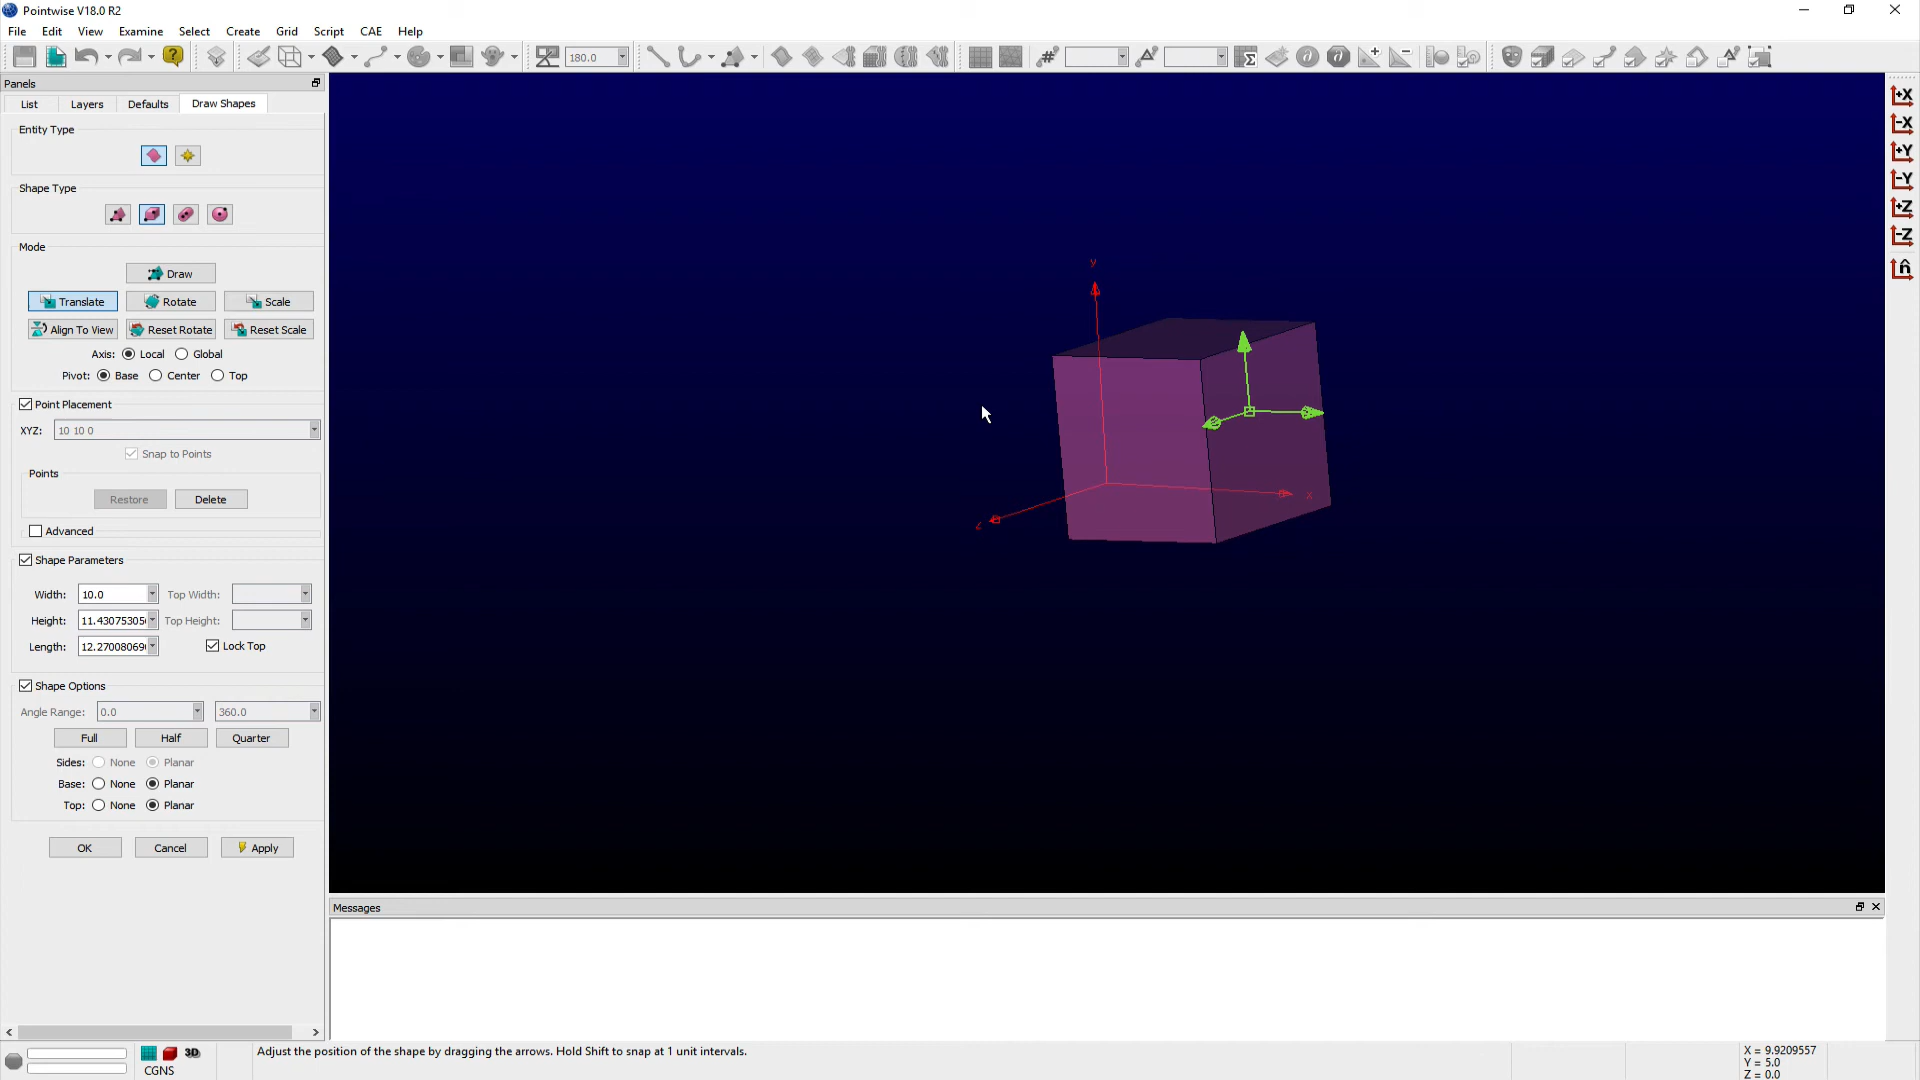 Pointwise V18.0 R2
File Edit View Examine Select Create Grid Script CAE Help
180.0
Panels
List Layers Defaults Draw Shapes
Entity Type
Shape Type
Mode
Draw
Translate Rotate Scale
Align To View Reset Rotate Reset Scale
Axis: Local Global
Pivot: Base Center Top
Point Placement
XYZ: 10 10 0
Snap to Points
Points
Restore Delete
Advanced
Shape Parameters
Width: 10.0 Top Width:
Height: 11.43075305 Top Height:
Length: 12.27008069 Lock Top
Shape Options
Angle Range: 0.0 360.0
Full Half Quarter
Sides: None Planar
Base: None Planar
Top: None Planar
OK Cancel Apply
y
x
z
+X
-X
+Y
-Y
+Z
-Z
n̂
Messages
3D
CGNS
Adjust the position of the shape by dragging the arrows. Hold Shift to snap at 1 unit intervals.
X = 9.9209557
Y = 5.0
Z = 0.0